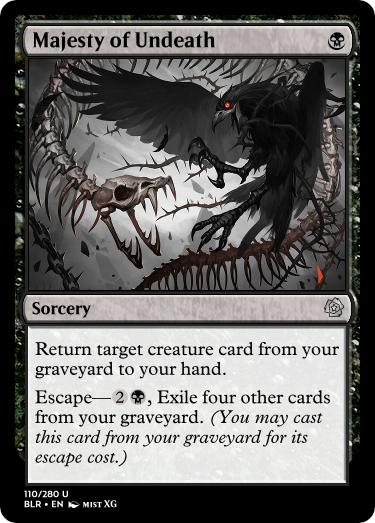 Majesty of Undeath
Sorcery
Return target creature card from your
graveyard to your hand.
Escape—2, Exile four other cards
from your graveyard. (You may cast
this card from your graveyard for its
escape cost.)
110/280 U
BLR • EN MIST XG